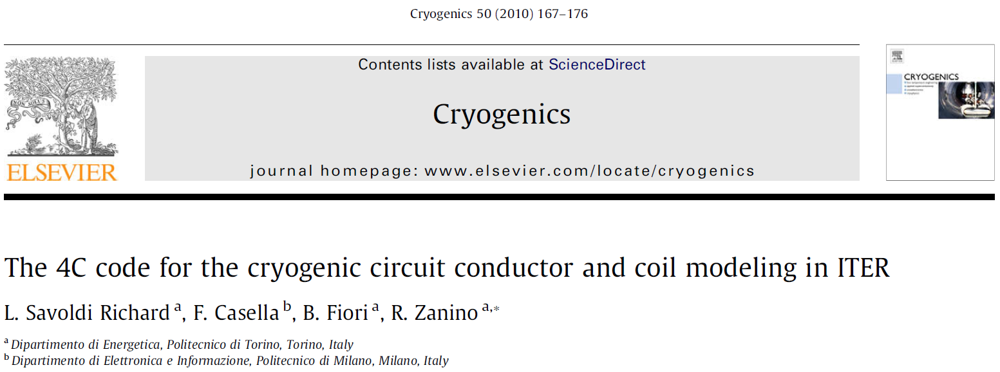 Cryogenics 50 (2010) 167–176
Contents lists available at ScienceDirect
Cryogenics
journal homepage: www.elsevier.com/locate/cryogenics
NON SOLUS
ELSEVIER
CRYOGENICS
The 4C code for the cryogenic circuit conductor and coil modeling in ITER
L. Savoldi Richard a, F. Casella b, B. Fiori a, R. Zanino a,*
a Dipartimento di Energetica, Politecnico di Torino, Torino, Italy
b Dipartimento di Elettronica e Informazione, Politecnico di Milano, Milano, Italy